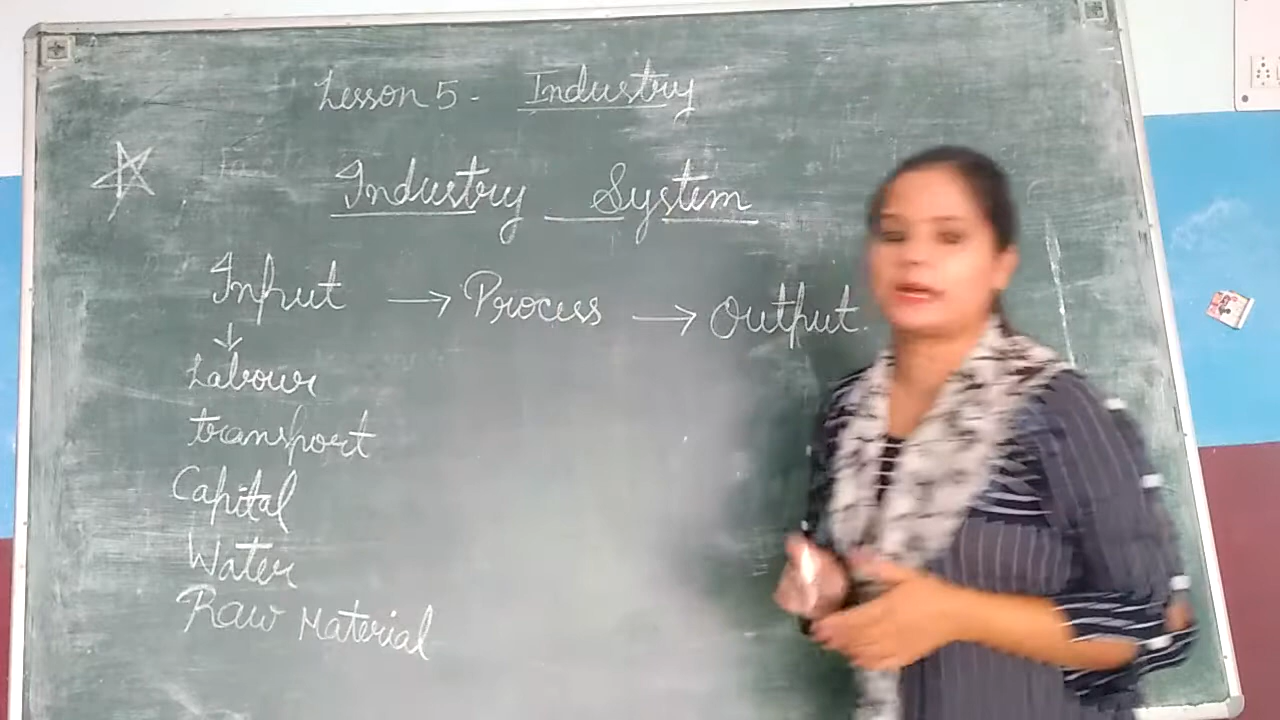 Lesson 5 - Industry
Industry System
Input → Process → Output.
↓
Labour
transport
Capital
Water
Raw Material